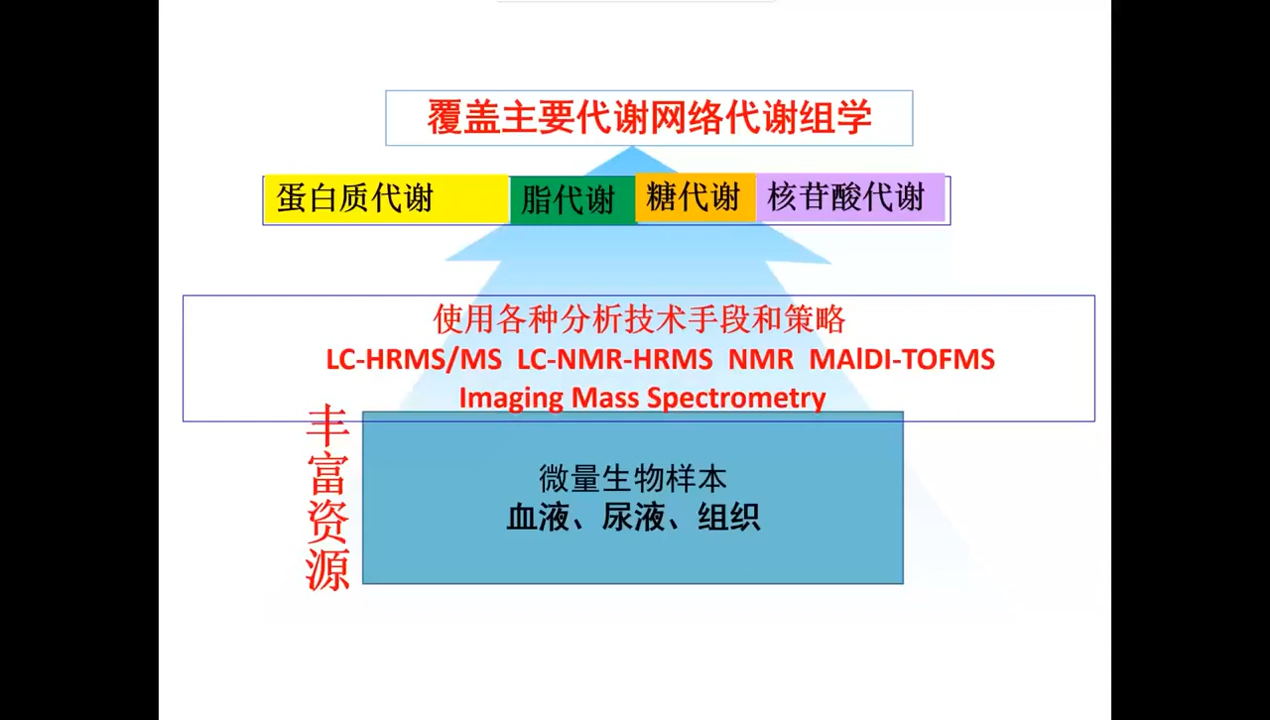 覆盖主要代谢网络代谢组学
蛋白质代谢 脂代谢 糖代谢 核苷酸代谢
使用各种分析技术手段和策略
LC-HRMS/MS LC-NMR-HRMS NMR MAlDI-TOFMS
Imaging Mass Spectrometry
丰富资源
微量生物样本
血液、尿液、组织